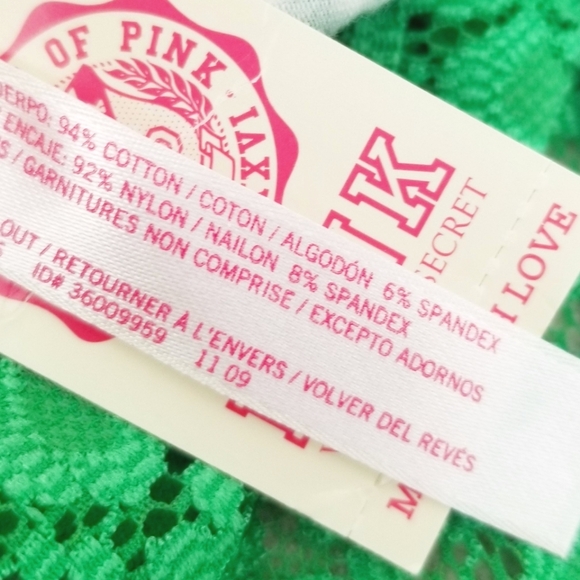 OF PINK
ERPO: 94% COTTON / COTON / ALGODÓN 6% SPANDEX
ENCAJE: 92% NYLON / NAILON 8% SPANDEX
S / GARNITURES NON COMPRISE / EXCEPTO ADORNOS
OUT / RETOURNER À L'ENVERS / VOLVER DEL REVÉS
ID# 36009959
11 09
SECRET
I LOVE